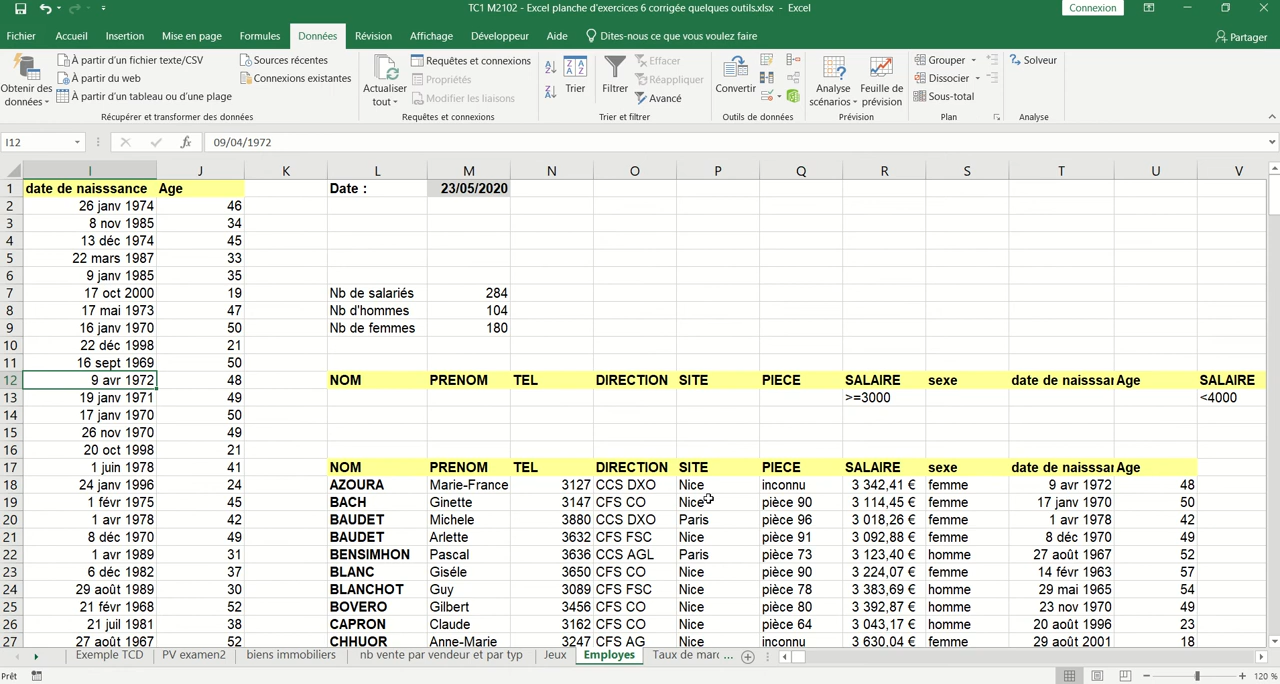 TC1 M2102 - Excel planche d'exercices 6 corrigée quelques outils.xlsx - Excel
Connexion
Fichier Accueil Insertion Mise en page Formules Données Révision Affichage Développeur Aide Dites-nous ce que vous voulez faire Partager
Obtenir des données
À partir d'un fichier texte/CSV
À partir du web
À partir d'un tableau ou d'une plage
Sources récentes
Connexions existantes
Récupérer et transformer des données
Actualiser tout
Requêtes et connexions
Propriétés
Modifier les liaisons
Requêtes et connexions
Trier
Filtrer
Effacer
Réappliquer
Avancé
Trier et filtrer
Convertir
Outils de données
Analyse scénarios
Feuille de prévision
Prévision
Grouper
Dissocier
Sous-total
Plan
Solveur
Analyse
I12 fx 09/04/1972
I J K L M N O P Q R S T U V
1 date de naisssance Age Date : 23/05/2020
2 26 janv 1974 46
3 8 nov 1985 34
4 13 déc 1974 45
5 22 mars 1987 33
6 9 janv 1985 35
7 17 oct 2000 19 Nb de salariés 284
8 17 mai 1973 47 Nb d'hommes 104
9 16 janv 1970 50 Nb de femmes 180
10 22 déc 1998 21
11 16 sept 1969 50
12 9 avr 1972 48 NOM PRENOM TEL DIRECTION SITE PIECE SALAIRE sexe date de naisssar Age SALAIRE
13 19 janv 1971 49 >=3000 <4000
14 17 janv 1970 50
15 26 nov 1970 49
16 20 oct 1998 21
17 1 juin 1978 41 NOM PRENOM TEL DIRECTION SITE PIECE SALAIRE sexe date de naisssar Age
18 24 janv 1996 24 AZOURA Marie-France 3127 CCS DXO Nice inconnu 3 342,41 € femme 9 avr 1972 48
19 1 févr 1975 45 BACH Ginette 3147 CFS CO Nice pièce 90 3 114,45 € femme 17 janv 1970 50
20 1 avr 1978 42 BAUDET Michele 3880 CCS DXO Paris pièce 96 3 018,26 € femme 1 avr 1978 42
21 8 déc 1970 49 BAUDET Arlette 3632 CFS FSC Nice pièce 91 3 092,88 € femme 8 déc 1970 49
22 1 avr 1989 31 BENSIMHON Pascal 3636 CCS AGL Paris pièce 73 3 123,40 € homme 27 août 1967 52
23 6 déc 1982 37 BLANC Giséle 3650 CFS CO Nice pièce 90 3 224,07 € femme 14 févr 1963 57
24 29 août 1989 30 BLANCHOT Guy 3089 CFS FSC Nice pièce 78 3 383,69 € homme 29 mai 1965 54
25 21 févr 1968 52 BOVERO Gilbert 3456 CFS CO Nice pièce 80 3 392,87 € homme 23 nov 1970 49
26 21 juil 1981 38 CAPRON Claude 3162 CFS CO Nice pièce 64 3 043,17 € homme 20 août 1996 23
27 27 août 1967 52 CHHUOR Anne-Marie 3247 CFS AG Nice inconnu 3 630,04 € femme 29 août 2001 18
Exemple TCD PV examen2 biens immobiliers nb vente par vendeur et par typ Jeux Employes Taux de marc ...
Prêt 120 %